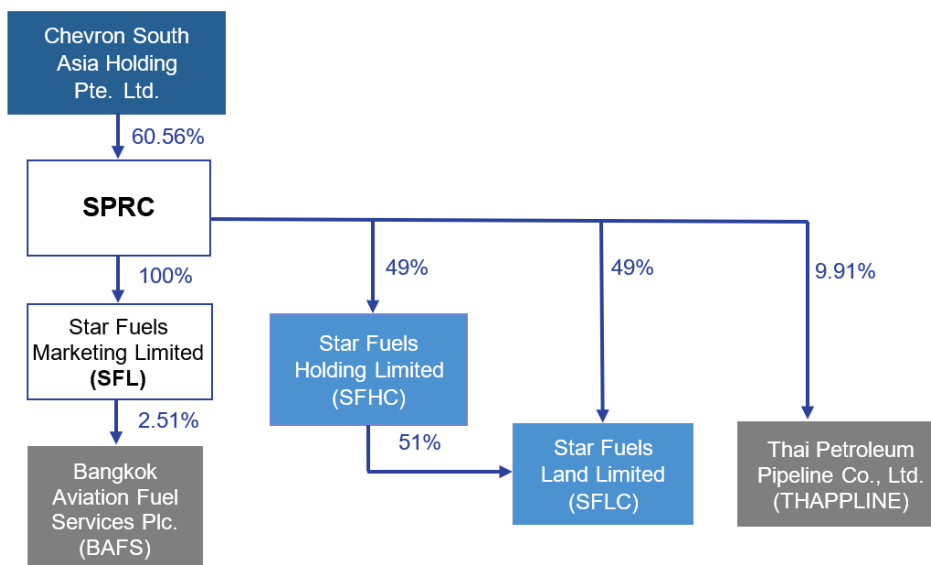 Chevron South
Asia Holding
Pte. Ltd.
60.56%
SPRC
100%
49%
49%
9.91%
Star Fuels
Marketing Limited
(SFL)
Star Fuels
Holding Limited
(SFHC)
2.51%
51%
Bangkok
Aviation Fuel
Services Plc.
(BAFS)
Star Fuels
Land Limited
(SFLC)
Thai Petroleum
Pipeline Co., Ltd.
(THAPPLINE)